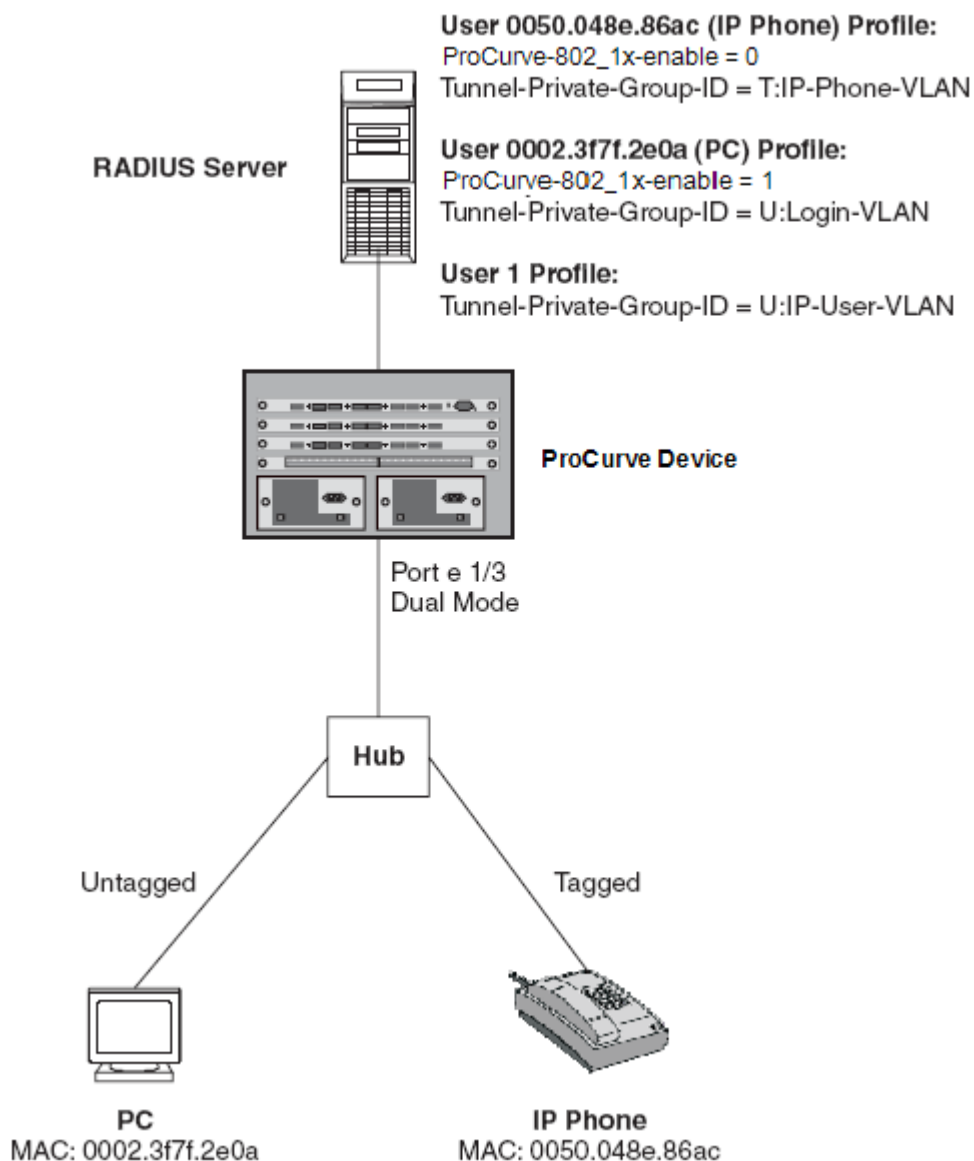 User 0050.048e.86ac (IP Phone) Profile:
ProCurve-802_1x-enable = 0
Tunnel-Private-Group-ID = T:IP-Phone-VLAN
RADIUS Server
User 0002.3f7f.2e0a (PC) Profile:
ProCurve-802_1x-enable = 1
Tunnel-Private-Group-ID = U:Login-VLAN
User 1 Profile:
Tunnel-Private-Group-ID = U:IP-User-VLAN
ProCurve Device
Port e 1/3
Dual Mode
Hub
Untagged
Tagged
PC
MAC: 0002.3f7f.2e0a
IP Phone
MAC: 0050.048e.86ac